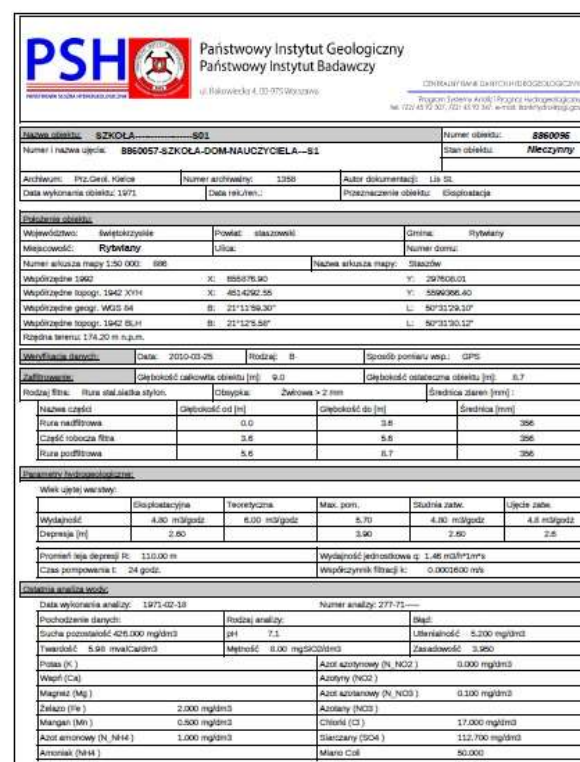 PSH
PAŃSTWOWA SŁUŻBA HYDROGEOLOGICZNA
Państwowy Instytut Geologiczny
Państwowy Instytut Badawczy
ul. Rakowiecka 4, 00-975 Warszawa
CENTRALNY BANK DANYCH HYDROGEOLOGICZNYCH
Nazwa obiektu: SZKOŁA------------------S01 Numer obiektu: 8860096
Numer i nazwa ujęcia: 8860057-SZKOŁA-DOM-NAUCZYCIELA---S1 Stan obiektu: Nieczynny
Archiwum: Prz.Geol. Kielce Numer archiwalny: 1358 Autor dokumentacji: Lis St.
Data wykonania obiektu: 1971 Data rek./ren.: Przeznaczenie obiektu: Eksploatacja
Położenie obiektu:
Województwo: świętokrzyskie Powiat: staszowski Gmina: Rytwiany
Miejscowość: Rytwiany Ulica: Numer domu:
Numer arkusza mapy 1:50 000: 886 Nazwa arkusza mapy: Staszów
Współrzędne 1992 X: 655876.90 Y: 297608.01
Współrzędne topogr. 1942 XYH X: 4514292.55 Y: 5599366.40
Współrzędne geogr. WGS 84 B: 21°11'59.30" L: 50°31'29.10"
Współrzędne topogr. 1942 BLH B: 21°12'5.58" L: 50°31'30.12"
Rzędna terenu: 174.20 m n.p.m.
Weryfikacja danych: Data: 2010-03-25 Rodzaj: B Sposób pomiaru wsp.: GPS
Zafiltrowanie: Głębokość całkowita obiektu [m]: 9.0 Głębokość ostateczna obiektu [m]: 8.7
Rodzaj filtra: Rura stal.siatka stylon. Obsypka: Żwirowa > 2 mm Średnica ziaren [mm] :
Nazwa części Głębokość od [m] Głębokość do [m] Średnica [mm]
Rura nadfiltrowa 0.0 3.6 356
Część robocza filtra 3.6 5.6 356
Rura podfiltrowa 5.6 8.7 356
Parametry hydrogeologiczne:
Wiek ujętej warstwy:
Eksploatacyjna Teoretyczna Max. pom. Studnia zatw. Ujęcie zatw.
Wydajność 4.80 m3/godz 6.00 m3/godz 5.70 4.80 m3/godz 4.8 m3/godz
Depresja [m] 2.60 3.90 2.60 2.6
Promień leja depresji R: 110.00 m Wydajność jednostkowa q: 1.46 m3/h*1m*s
Czas pompowania t: 24 godz. Współczynnik filtracji k: 0.0001600 m/s
Ostatnia analiza wody:
Data wykonania analizy: 1971-02-18 Numer analizy: 277-71-----
Pochodzenie danych: Rodzaj analizy: Błąd:
Sucha pozostałość 426.000 mg/dm3 pH 7.1 Utlenialność 5.200 mg/dm3
Twardość 5.98 mval/Ca/dm3 Mętność 8.00 mgSiO2/dm3 Zasadowość 3.950
Potas (K ) Azot azotynowy (N_NO2 ) 0.000 mg/dm3
Wapń (Ca) Azotyny (NO2 )
Magnez (Mg ) Azot azotanowy (N_NO3 ) 0.100 mg/dm3
Żelazo (Fe ) 2.000 mg/dm3 Azotany (NO3 )
Mangan (Mn ) 0.500 mg/dm3 Chlorki (Cl ) 17.000 mg/dm3
Azot amonowy (N_NH4 ) 1.000 mg/dm3 Siarczany (SO4 ) 112.700 mg/dm3
Amoniak (NH4 ) Miano Coli 50.000